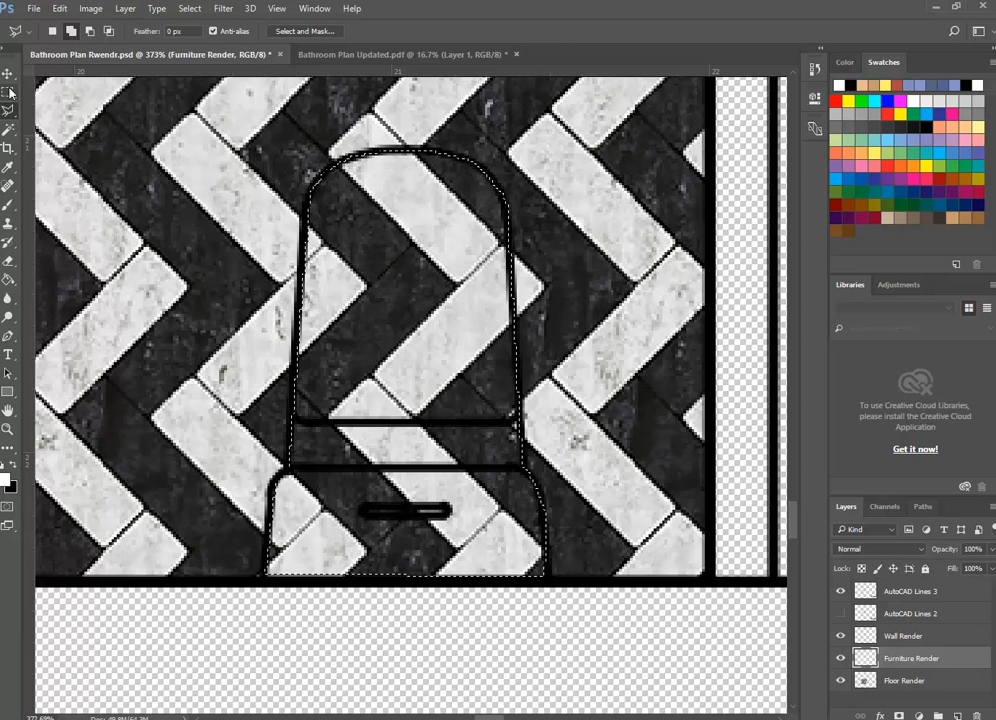 Ps File Edit Image Layer Type Select Filter 3D View Window Help
Feather: 0 px Anti-alias Select and Mask...
Bathroom Plan Rwendr.psd @ 373% (Furniture Render, RGB/8) * × Bathroom Plan Updated.pdf @ 16.7% (Layer 1, RGB/8) * ×
20 21 22
Color Swatches
Libraries Adjustments
To use Creative Cloud Libraries,
please install the Creative Cloud
Application
Get it now!
Layers Channels Paths
Kind
Normal Opacity: 100%
Lock: Fill: 100%
AutoCAD Lines 3
AutoCAD Lines 2
Wall Render
Furniture Render
Floor Render
fx